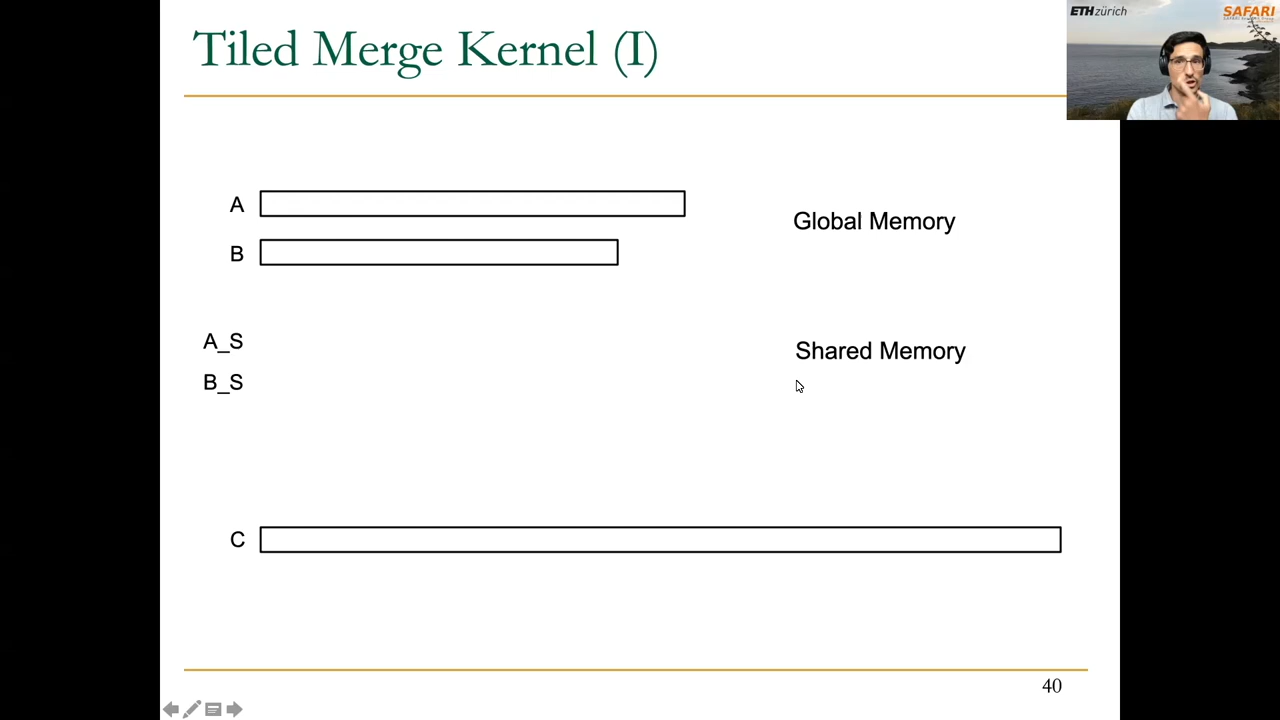 Tiled Merge Kernel (I)
ETH zürich
SAFARI
A
Global Memory
B
A_S
Shared Memory
B_S
C
40